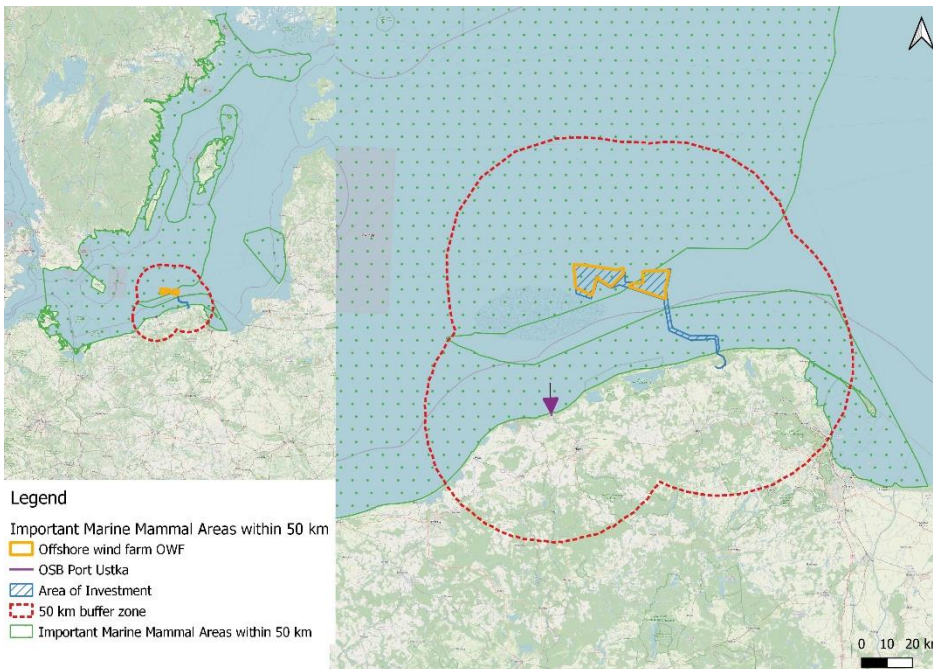 Legend
Important Marine Mammal Areas within 50 km
Offshore wind farm OWF
OSB Port Ustka
Area of Investment
50 km buffer zone
Important Marine Mammal Areas within 50 km
0 10 20 km